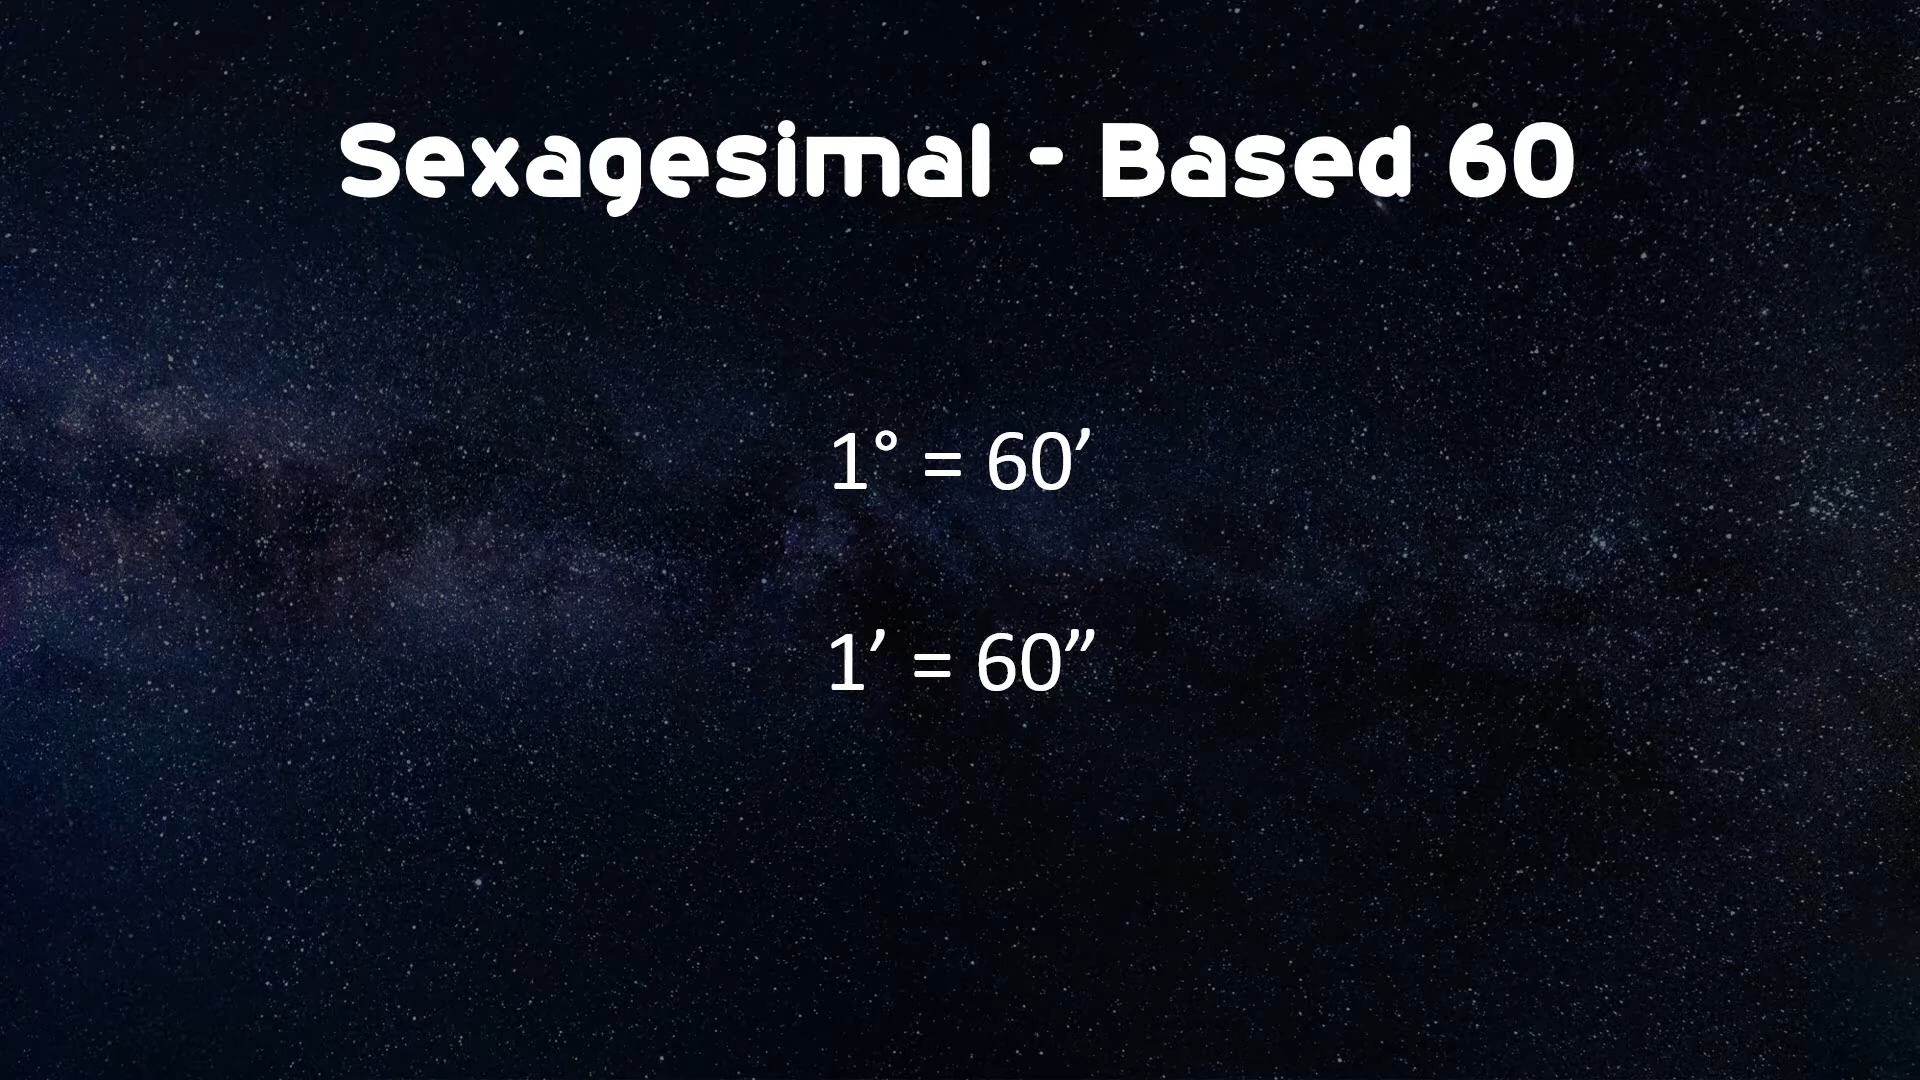 Sexagesimal - Based 60
1° = 60′
1′ = 60″